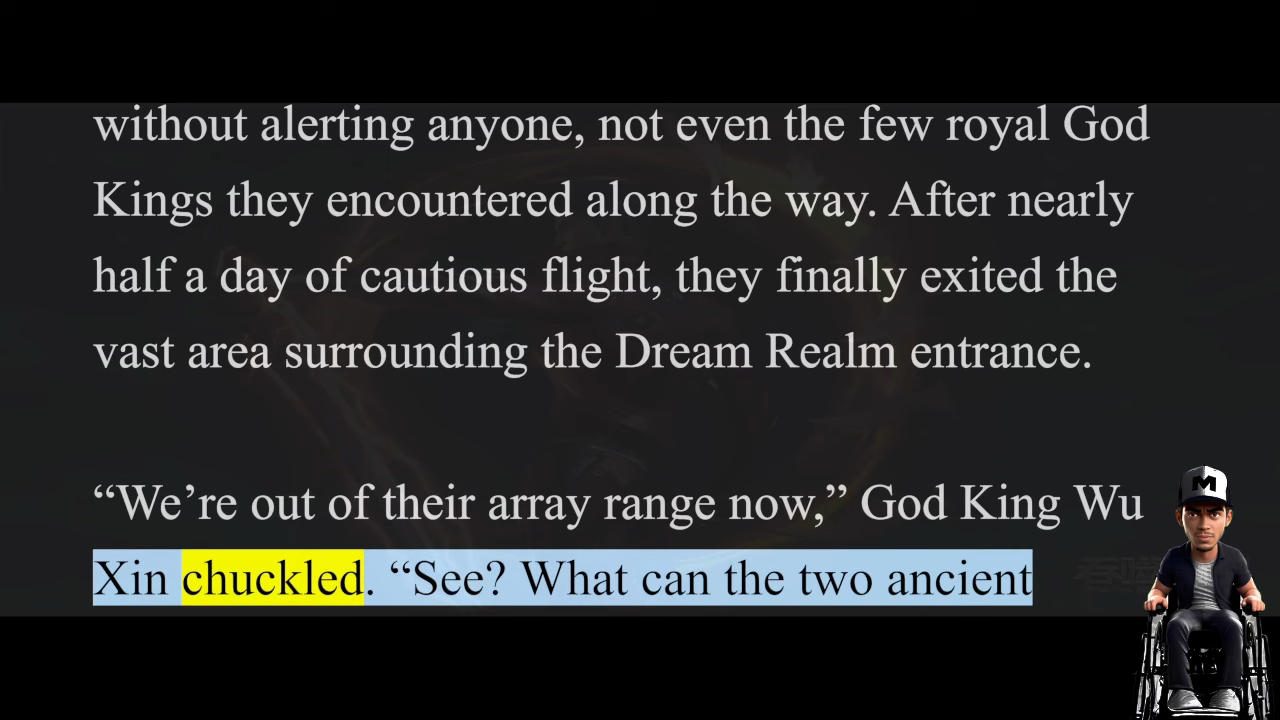 without alerting anyone, not even the few royal God
Kings they encountered along the way. After nearly
half a day of cautious flight, they finally exited the
vast area surrounding the Dream Realm entrance.
“We’re out of their array range now,” God King Wu
Xin chuckled. “See? What can the two ancient
M